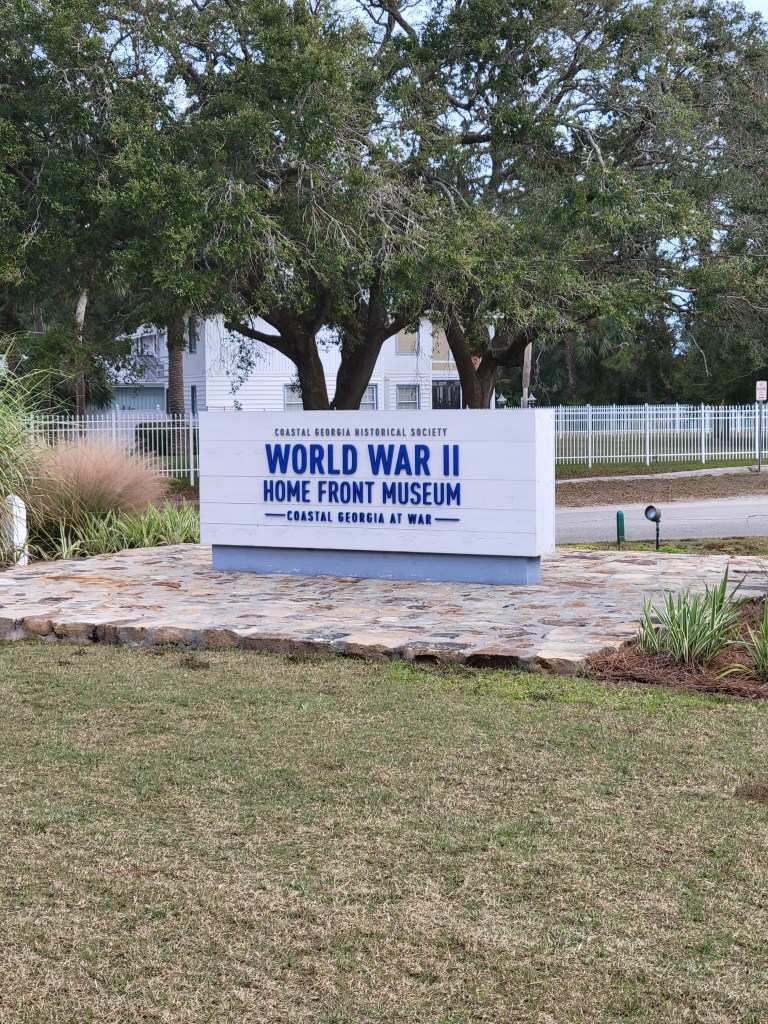 COASTAL GEORGIA HISTORICAL SOCIETY
WORLD WAR II
HOME FRONT MUSEUM
COASTAL GEORGIA AT WAR